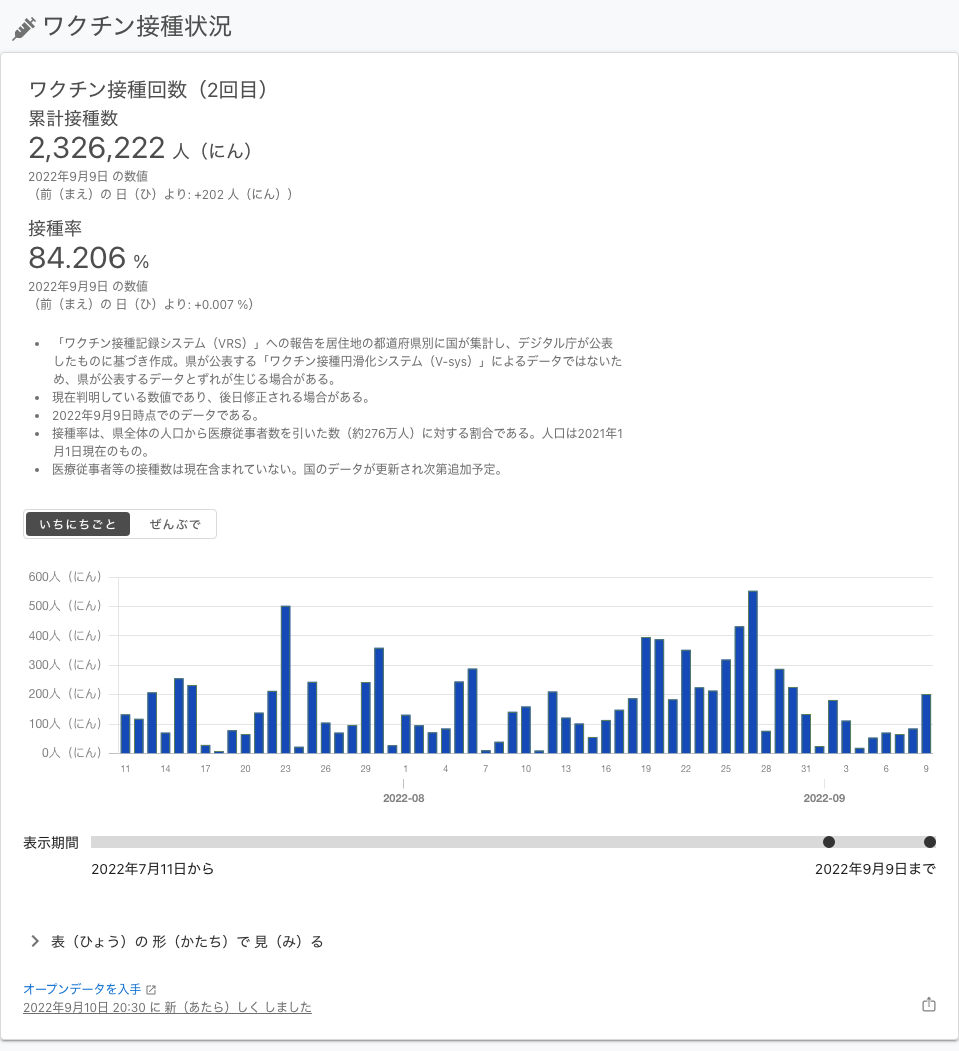 ワクチン接種状況
ワクチン接種回数（2回目）
累計接種数
2,326,222 人（にん）
2022年9月9日 の数値
（前（まえ）の 日（ひ）より: +202 人（にん））
接種率
84.206 %
2022年9月9日 の数値
（前（まえ）の 日（ひ）より: +0.007 %）
• 「ワクチン接種記録システム（VRS）」への報告を居住地の都道府県別に国が集計し、デジタル庁が公表
したものに基づき作成。県が公表する「ワクチン接種円滑化システム（V-sys）」によるデータではないた
め、県が公表するデータとずれが生じる場合がある。
• 現在判明している数値であり、後日修正される場合がある。
• 2022年9月9日時点でのデータである。
• 接種率は、県全体の人口から医療従事者数を引いた数（約276万人）に対する割合である。人口は2021年1
月1日現在のもの。
• 医療従事者等の接種数は現在含まれていない。国のデータが更新され次第追加予定。
いちにちごと ぜんぶで
600人（にん）
500人（にん）
400人（にん）
300人（にん）
200人（にん）
100人（にん）
0人（にん）
11 14 17 20 23 26 29 1 4 7 10 13 16 19 22 25 28 31 3 6 9
2022-08 2022-09
表示期間
2022年7月11日から 2022年9月9日まで
表（ひょう）の 形（かたち）で 見（み）る
オープンデータを入手
2022年9月10日 20:30 に 新（あたら）しく しました